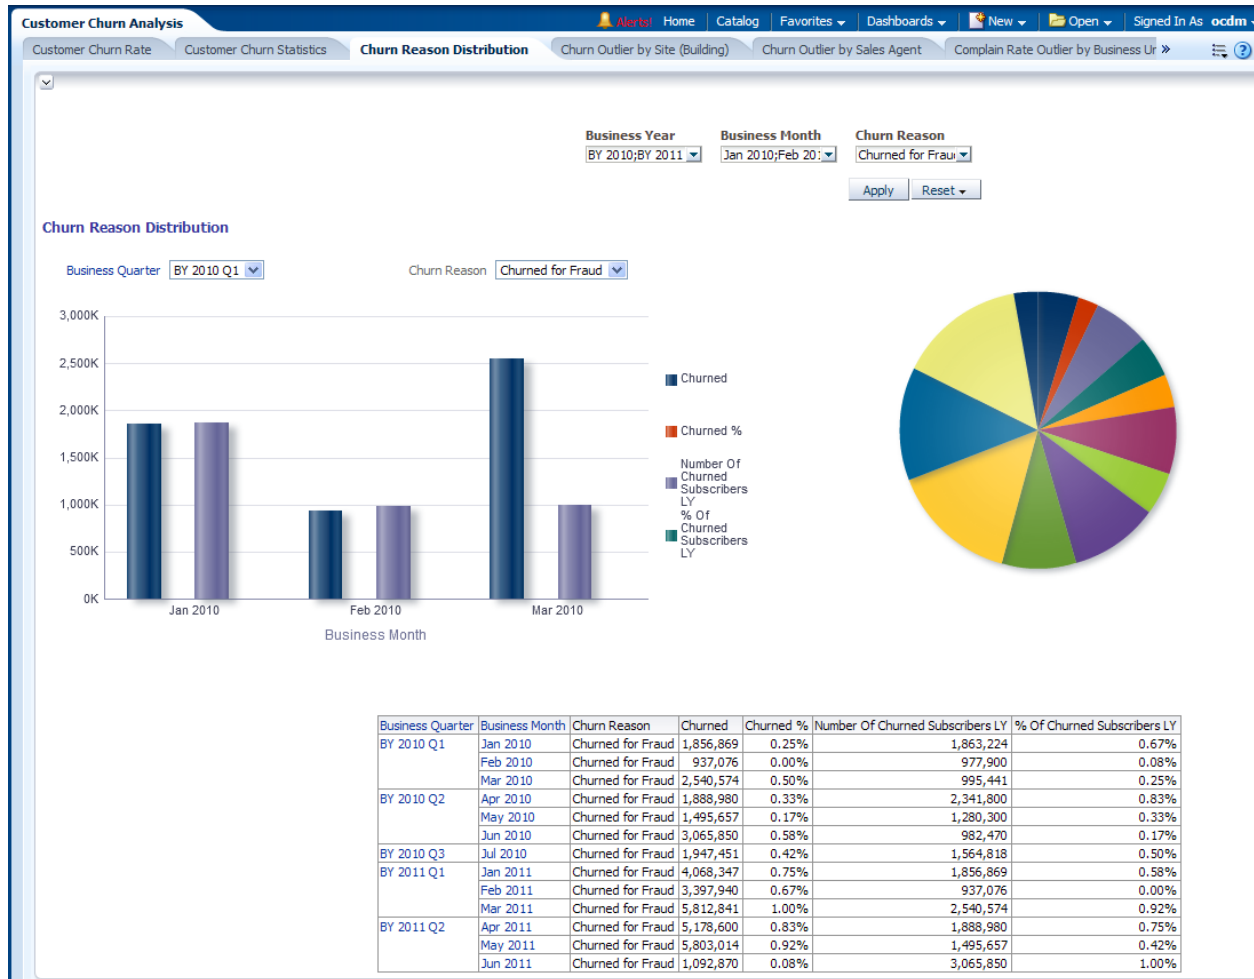 Customer Churn Analysis
Alerts! Home Catalog Favorites Dashboards New Open Signed In As ocdm
Customer Churn Rate Customer Churn Statistics Churn Reason Distribution Churn Outlier by Site (Building) Churn Outlier by Sales Agent Complain Rate Outlier by Business Ur »
Business Year Business Month Churn Reason
BY 2010;BY 2011 Jan 2010;Feb 20: Churned for Frau
Apply Reset
Churn Reason Distribution
Business Quarter BY 2010 Q1 Churn Reason Churned for Fraud
3,000K
2,500K
2,000K
1,500K
1,000K
500K
0K
Jan 2010 Feb 2010 Mar 2010
Business Month
Churned
Churned %
Number Of
Churned
Subscribers
LY
% Of
Churned
Subscribers
LY
Business Quarter Business Month Churn Reason Churned Churned % Number Of Churned Subscribers LY % Of Churned Subscribers LY
BY 2010 Q1 Jan 2010 Churned for Fraud 1,856,869 0.25% 1,863,224 0.67%
Feb 2010 Churned for Fraud 937,076 0.00% 977,900 0.08%
Mar 2010 Churned for Fraud 2,540,574 0.50% 995,441 0.25%
BY 2010 Q2 Apr 2010 Churned for Fraud 1,888,980 0.33% 2,341,800 0.83%
May 2010 Churned for Fraud 1,495,657 0.17% 1,280,300 0.33%
Jun 2010 Churned for Fraud 3,065,850 0.58% 982,470 0.17%
BY 2010 Q3 Jul 2010 Churned for Fraud 1,947,451 0.42% 1,564,818 0.50%
BY 2011 Q1 Jan 2011 Churned for Fraud 4,068,347 0.75% 1,856,869 0.58%
Feb 2011 Churned for Fraud 3,397,940 0.67% 937,076 0.00%
Mar 2011 Churned for Fraud 5,812,841 1.00% 2,540,574 0.92%
BY 2011 Q2 Apr 2011 Churned for Fraud 5,178,600 0.83% 1,888,980 0.75%
May 2011 Churned for Fraud 5,803,014 0.92% 1,495,657 0.42%
Jun 2011 Churned for Fraud 1,092,870 0.08% 3,065,850 1.00%